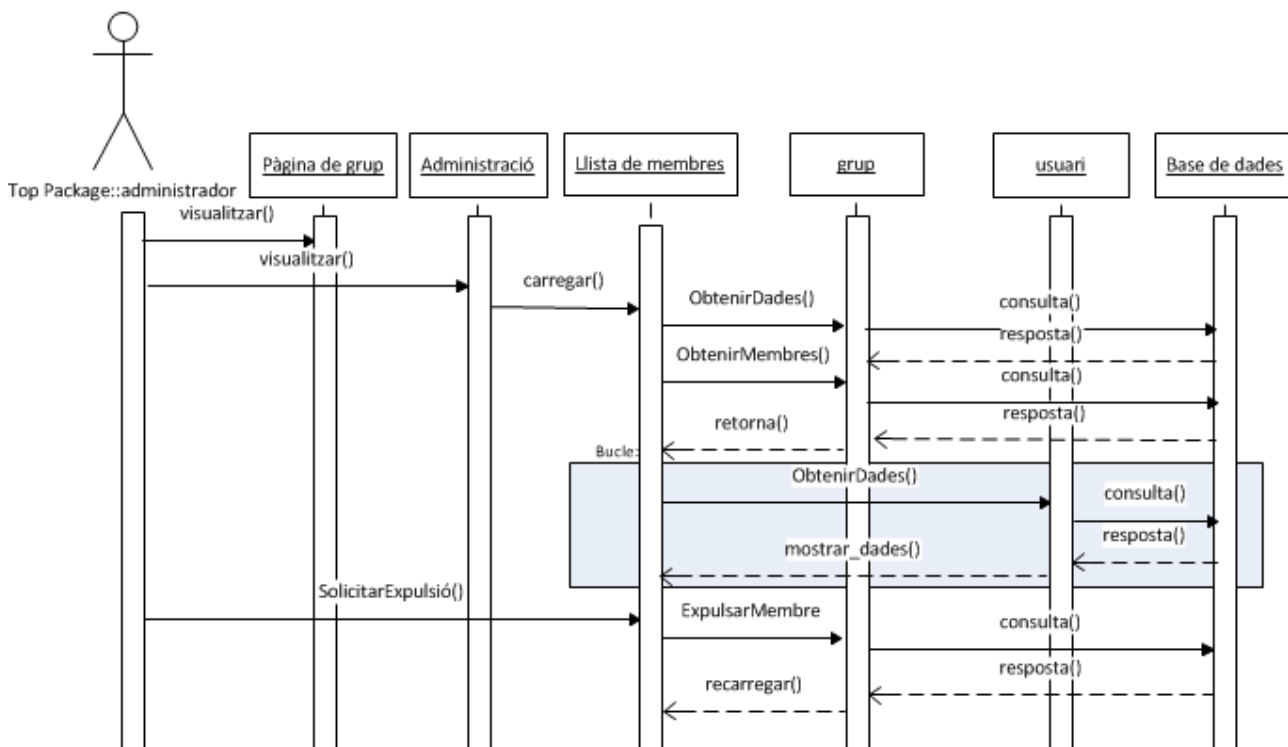 Pàgina de grup
Administració
Llista de membres
grup
usuari
Base de dades
Top Package::administrador
visualitzar()
visualitzar()
carregar()
ObtenirDades()
consulta()
resposta()
ObtenirMembres()
consulta()
resposta()
retorna()
Bucle:
ObtenirDades()
consulta()
resposta()
mostrar_dades()
SolicitarExpulsió()
ExpulsarMembre
consulta()
resposta()
recarregar()